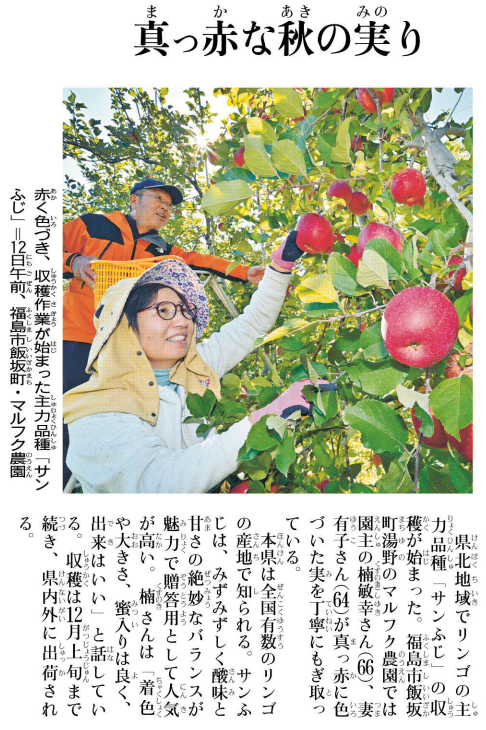 真っ赤な秋の実り
赤く色づき、収穫作業が始まった主力品種「サン
ふじ」＝12日午前、福島市飯坂町・マルフク農園
県北地域でリンゴの主
力品種「サンふじ」の収
穫が始まった。福島市飯坂
町湯野のマルフク農園では
園主の楠敏幸さん(66)、妻
有子さん(64)が真っ赤に色
づいた実を丁寧にもぎ取っ
ている。
本県は全国有数のリンゴ
の産地で知られる。サンふ
じは、みずみずしく酸味と
甘さの絶妙なバランスが
魅力で贈答用として人気
が高い。楠さんは「着色
や大きさ、蜜入りは良く、
出来はいい」と話してい
る。収穫は12月上旬まで
続き、県内外に出荷され
る。